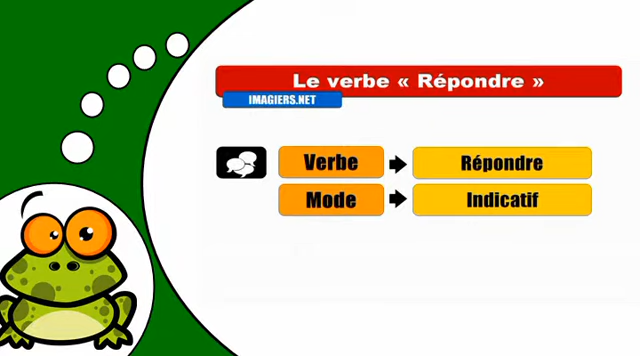 Le verbe « Répondre »
IMAGIERS.NET
Verbe Répondre
Mode Indicatif